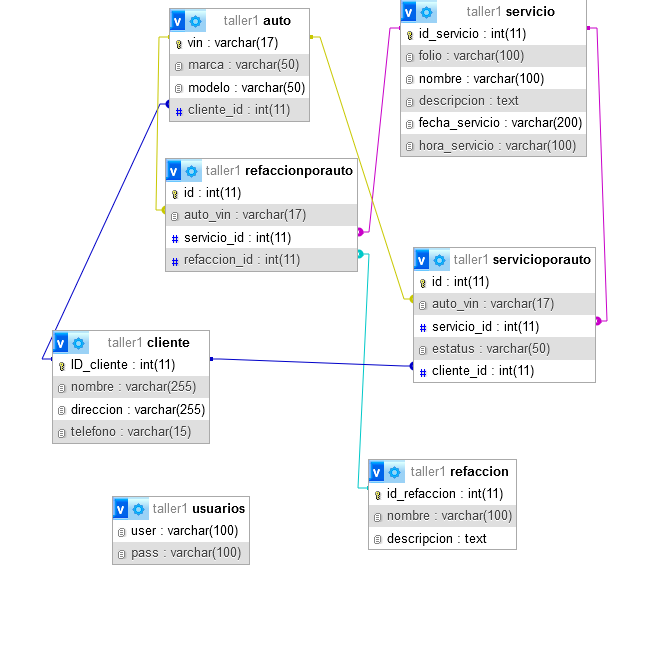 taller1 auto
vin : varchar(17)
marca : varchar(50)
modelo : varchar(50)
cliente_id : int(11)
taller1 servicio
id_servicio : int(11)
folio : varchar(100)
nombre : varchar(100)
descripcion : text
fecha_servicio : varchar(200)
hora_servicio : varchar(100)
taller1 refaccionporauto
id : int(11)
auto_vin : varchar(17)
servicio_id : int(11)
refaccion_id : int(11)
taller1 servicioporauto
id : int(11)
auto_vin : varchar(17)
servicio_id : int(11)
estatus : varchar(50)
cliente_id : int(11)
taller1 cliente
ID_cliente : int(11)
nombre : varchar(255)
direccion : varchar(255)
telefono : varchar(15)
taller1 refaccion
id_refaccion : int(11)
nombre : varchar(100)
descripcion : text
taller1 usuarios
user : varchar(100)
pass : varchar(100)